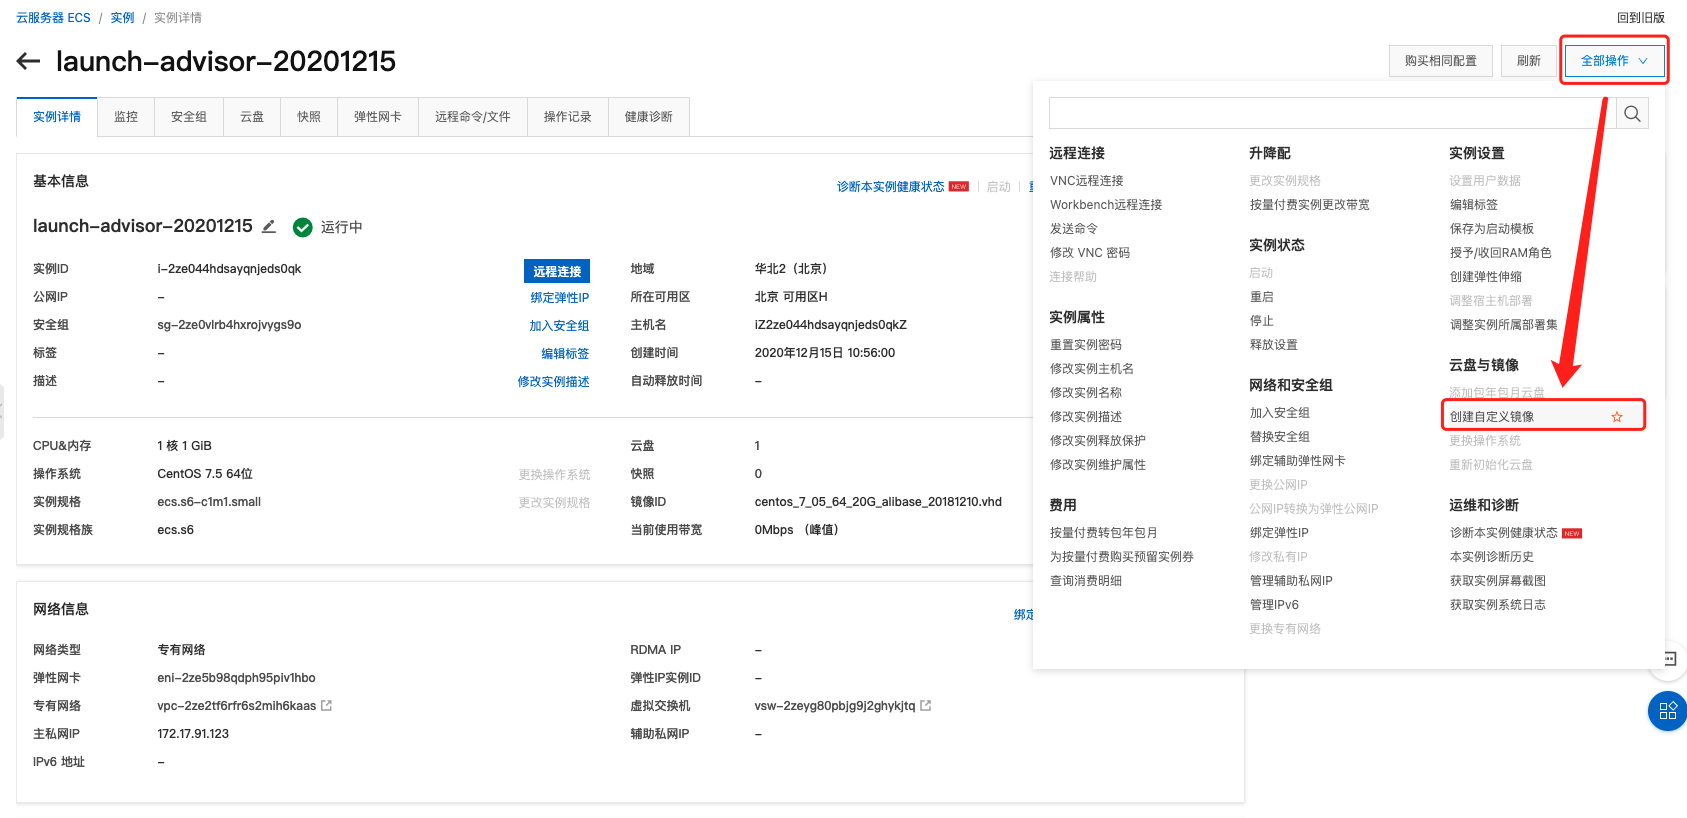 云服务器 ECS / 实例 / 实例详情
回到旧版
launch-advisor-20201215
购买相同配置
刷新
全部操作
实例详情
监控
安全组
云盘
快照
弹性网卡
远程命令/文件
操作记录
健康诊断
基本信息
诊断本实例健康状态 NEW
启动
launch-advisor-20201215
运行中
实例ID i-2ze044hdsayqnjeds0qk 远程连接 地域 华北2（北京）
公网IP – 绑定弹性IP 所在可用区 北京 可用区H
安全组 sg-2ze0vlrb4hxrojvygs9o 加入安全组 主机名 iZ2ze044hdsayqnjeds0qkZ
标签 – 编辑标签 创建时间 2020年12月15日 10:56:00
描述 – 修改实例描述 自动释放时间 –
CPU&内存 1 核 1 GiB 云盘 1
操作系统 CentOS 7.5 64位 更换操作系统 快照 0
实例规格 ecs.s6-c1m1.small 更改实例规格 镜像ID centos_7_05_64_20G_alibase_20181210.vhd
实例规格族 ecs.s6 当前使用带宽 0Mbps （峰值）
网络信息
绑定
网络类型 专有网络 RDMA IP –
弹性网卡 eni-2ze5b98qdph95piv1hbo 弹性IP实例ID –
专有网络 vpc-2ze2tf6rfr6s2mih6kaas 虚拟交换机 vsw-2zeyg80pbjg9j2ghykjtq
主私网IP 172.17.91.123 辅助私网IP –
IPv6 地址 –
远程连接
VNC远程连接
Workbench远程连接
发送命令
修改 VNC 密码
连接帮助
实例属性
重置实例密码
修改实例主机名
修改实例名称
修改实例描述
修改实例释放保护
修改实例维护属性
费用
按量付费转包年包月
为按量付费购买预留实例券
查询消费明细
升降配
更改实例规格
按量付费实例更改带宽
实例状态
启动
重启
停止
释放设置
网络和安全组
加入安全组
替换安全组
绑定辅助弹性网卡
更换公网IP
公网IP转换为弹性公网IP
绑定弹性IP
修改私有IP
管理辅助私网IP
管理IPv6
更换专有网络
实例设置
设置用户数据
编辑标签
保存为启动模板
授予/收回RAM角色
创建弹性伸缩
调整宿主机部署
调整实例所属部署集
云盘与镜像
添加包年包月云盘
创建自定义镜像
更换操作系统
重新初始化云盘
运维和诊断
诊断本实例健康状态 NEW
本实例诊断历史
获取实例屏幕截图
获取实例系统日志